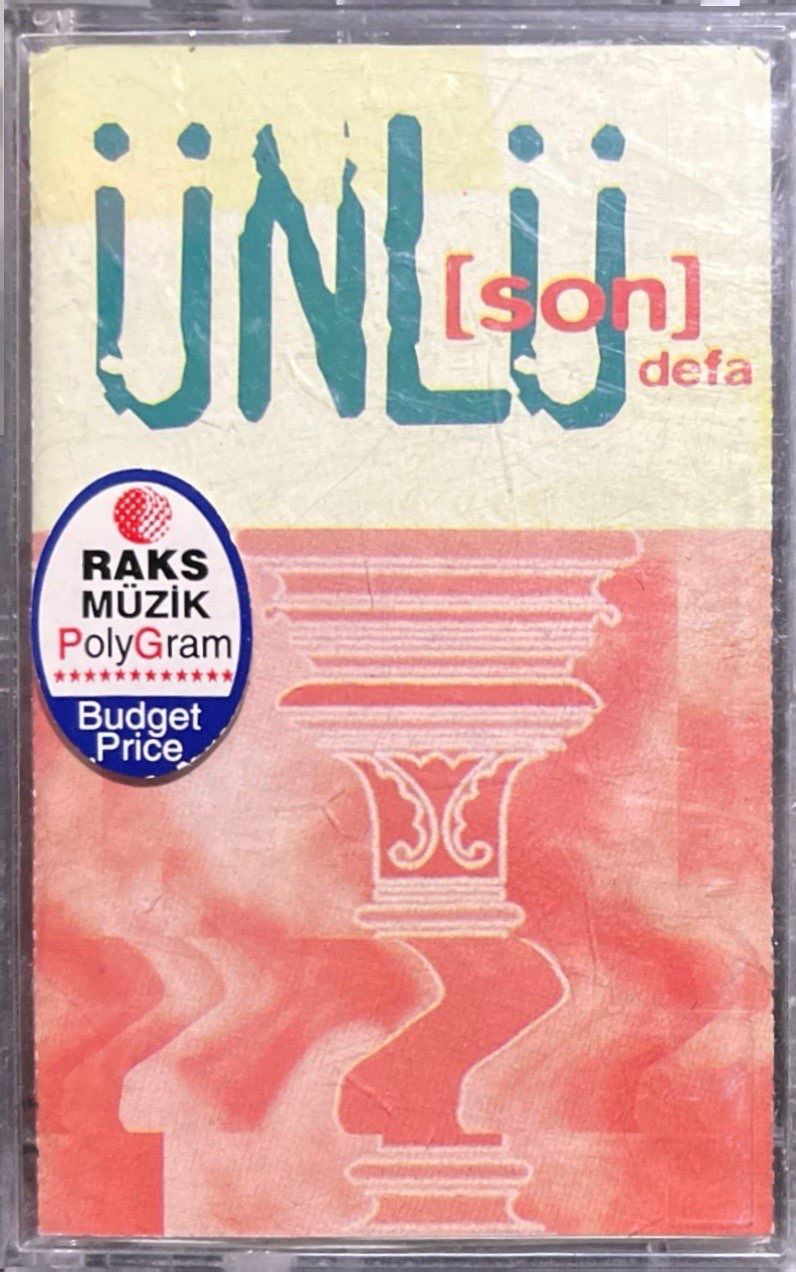 ÜNLÜ
[son]
defa
RAKS
MÜZİK
PolyGram
Budget
Price